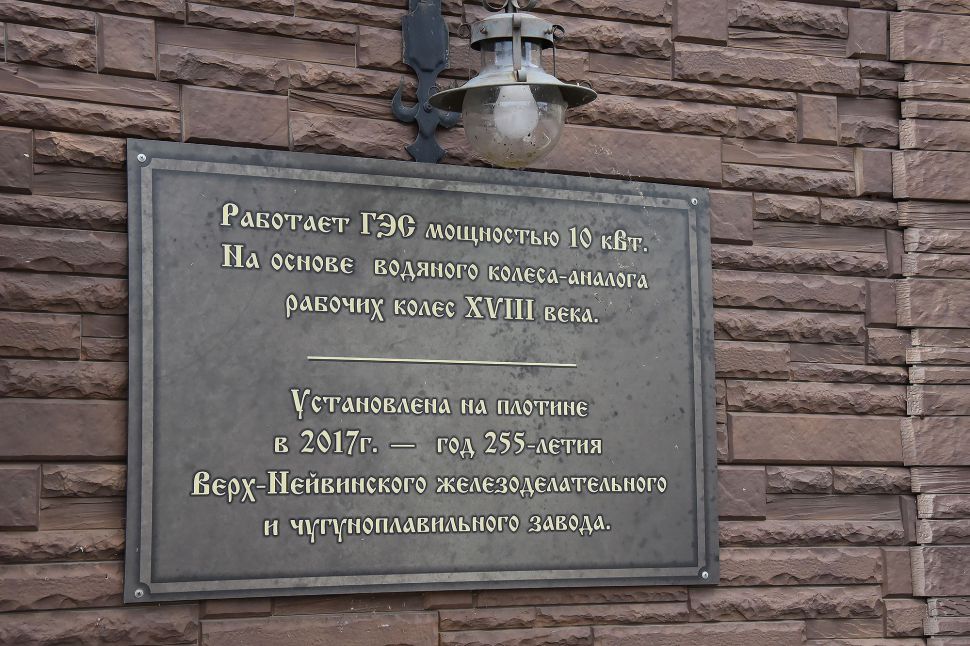 Работает ГЭС мощностью 10 кВт.
На основе водяного колеса-аналога
рабочих колес XVIII века.
Установлена на плотине
в 2017г. — год 255-летия
Верх-Нейвинского железоделательного
и чугуноплавильного завода.